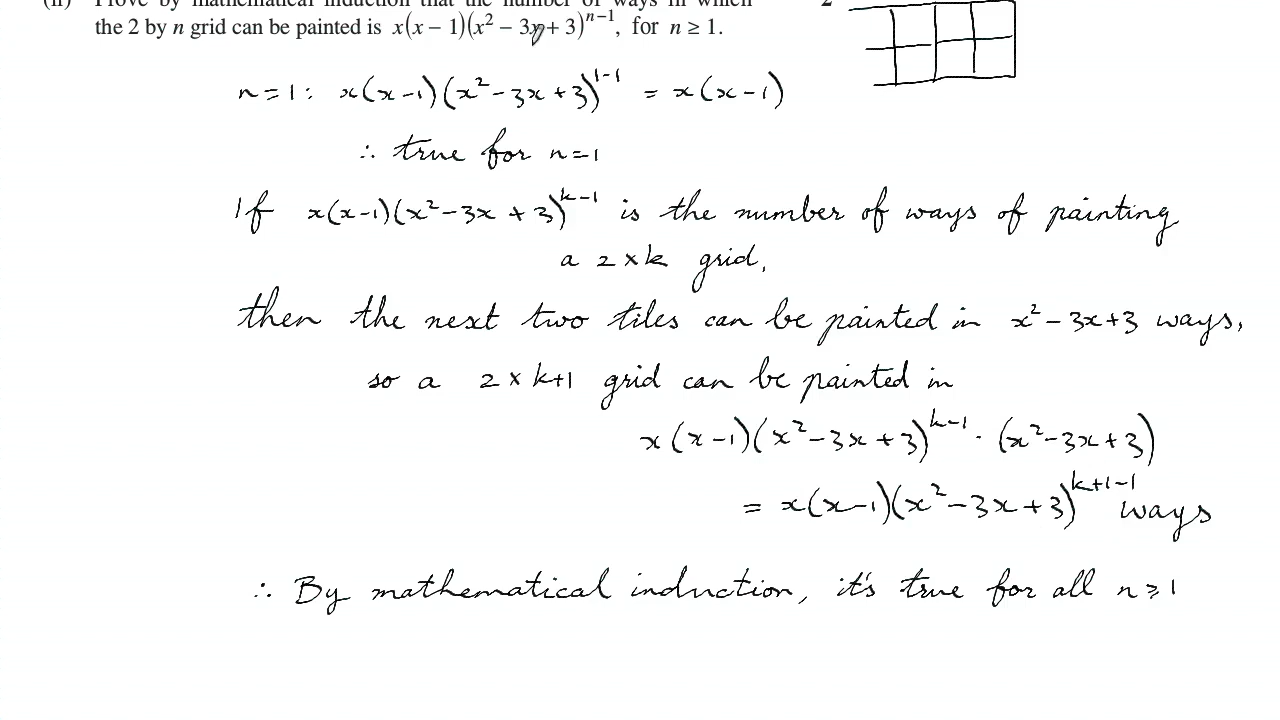 (ii) Prove by mathematical induction that the number of ways in which 2
the 2 by n grid can be painted is x(x − 1)(x² − 3x + 3)ⁿ⁻¹, for n ≥ 1.
n=1: x(x-1)(x²-3x+3)¹⁻¹ = x(x-1)
∴ true for n=1
If x(x-1)(x²-3x+3)ᵏ⁻¹ is the number of ways of painting
a 2×k grid,
then the next two tiles can be painted in x²-3x+3 ways,
so a 2×k+1 grid can be painted in
x(x-1)(x²-3x+3)ᵏ⁻¹ · (x²-3x+3)
= x(x-1)(x²-3x+3)ᵏ⁺¹⁻¹ ways
∴ By mathematical induction, it's true for all n≥1